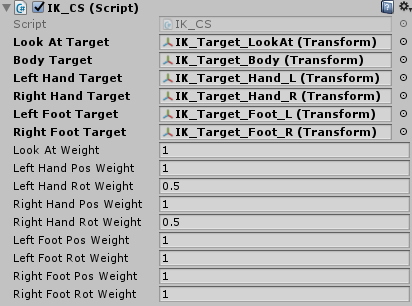 IK_CS (Script)
Script IK_CS
Look At Target IK_Target_LookAt (Transform)
Body Target IK_Target_Body (Transform)
Left Hand Target IK_Target_Hand_L (Transform)
Right Hand Target IK_Target_Hand_R (Transform)
Left Foot Target IK_Target_Foot_L (Transform)
Right Foot Target IK_Target_Foot_R (Transform)
Look At Weight 1
Left Hand Pos Weight 1
Left Hand Rot Weight 0.5
Right Hand Pos Weight 1
Right Hand Rot Weight 0.5
Left Foot Pos Weight 1
Left Foot Rot Weight 1
Right Foot Pos Weight 1
Right Foot Rot Weight 1